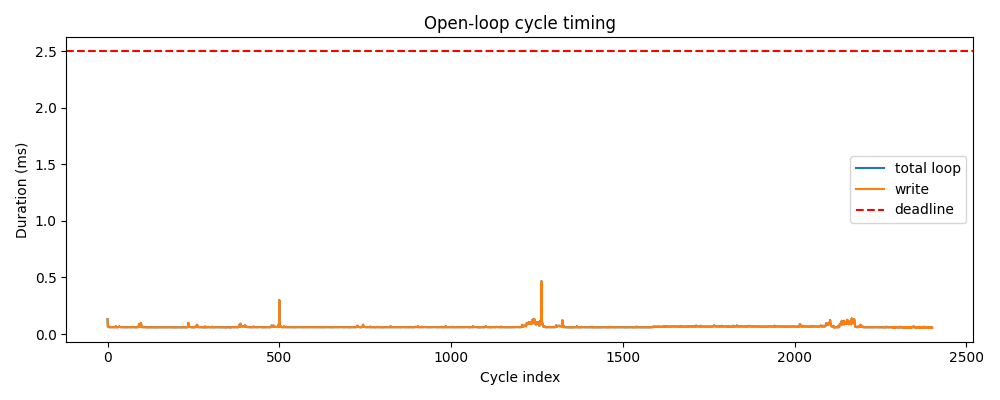 Open-loop cycle timing
2.5
2.0
1.5
1.0
0.5
0.0
Duration (ms)
total loop
write
deadline
0
500
1000
1500
2000
2500
Cycle index